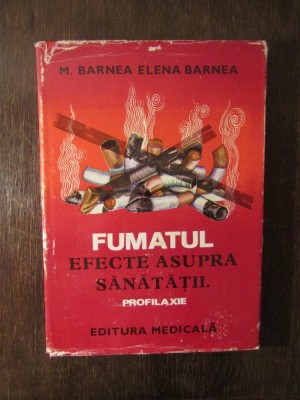 M. BARNEA ELENA BARNEA
FUMATUL
EFECTE ASUPRA
SĂNĂTĂȚII.
PROFILAXIE
EDITURA MEDICALĂ